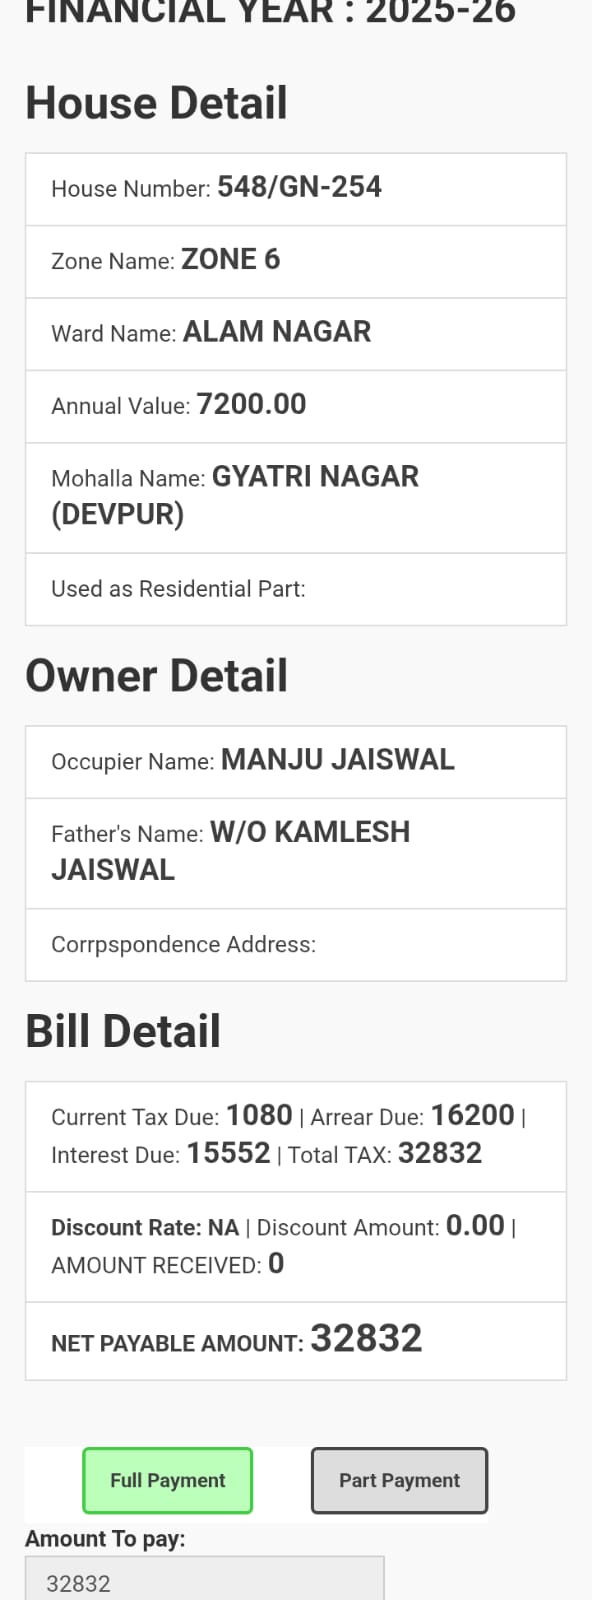 FINANCIAL YEAR : 2025-26
House Detail
House Number: 548/GN-254
Zone Name: ZONE 6
Ward Name: ALAM NAGAR
Annual Value: 7200.00
Mohalla Name: GYATRI NAGAR
(DEVPUR)
Used as Residential Part:
Owner Detail
Occupier Name: MANJU JAISWAL
Father's Name: W/O KAMLESH
JAISWAL
Corrpspondence Address:
Bill Detail
Current Tax Due: 1080 | Arrear Due: 16200 |
Interest Due: 15552 | Total TAX: 32832
Discount Rate: NA | Discount Amount: 0.00 |
AMOUNT RECEIVED: 0
NET PAYABLE AMOUNT: 32832
Full Payment Part Payment
Amount To pay:
32832